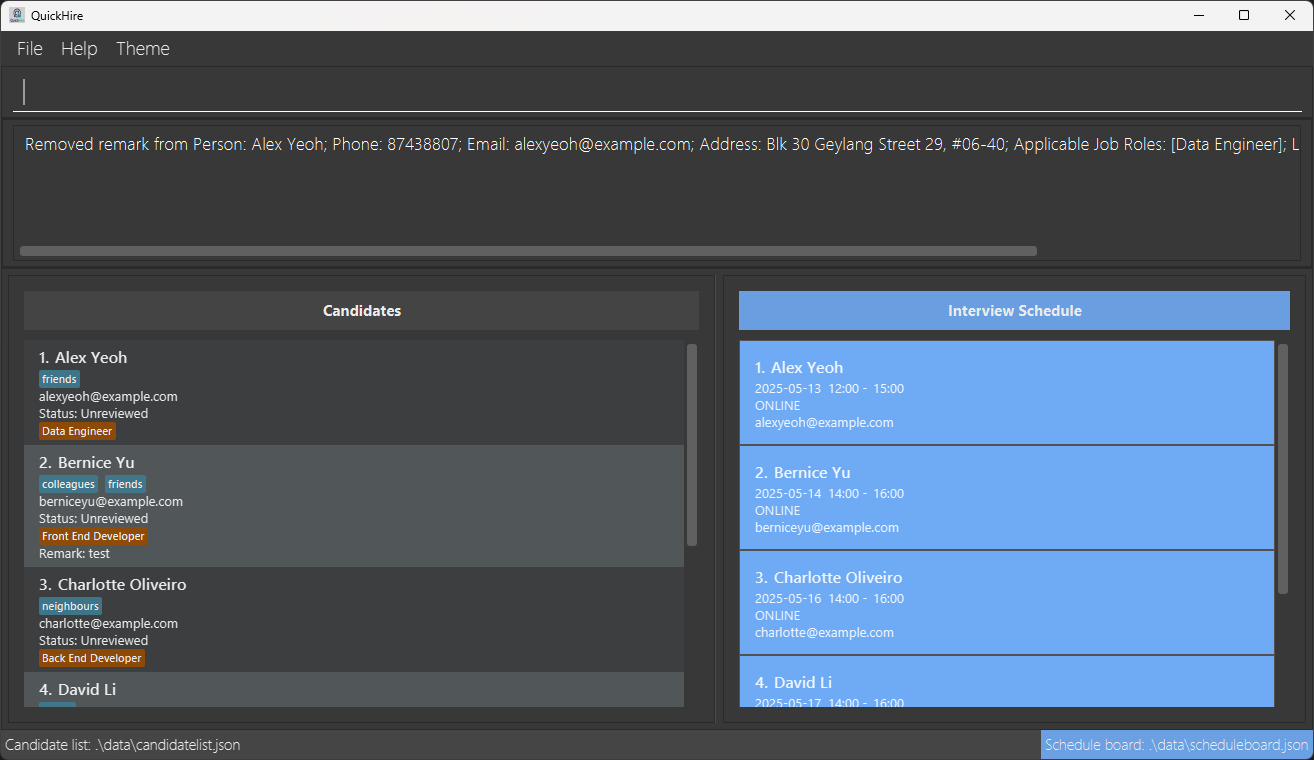 QuickHire
File Help Theme
Removed remark from Person: Alex Yeoh; Phone: 87438807; Email: alexyeoh@example.com; Address: Blk 30 Geylang Street 29, #06-40; Applicable Job Roles: [Data Engineer]; L
Candidates
1. Alex Yeoh
friends
alexyeoh@example.com
Status: Unreviewed
Data Engineer
2. Bernice Yu
colleagues friends
berniceyu@example.com
Status: Unreviewed
Front End Developer
Remark: test
3. Charlotte Oliveiro
neighbours
charlotte@example.com
Status: Unreviewed
Back End Developer
4. David Li
Interview Schedule
1. Alex Yeoh
2025-05-13 12:00 - 15:00
ONLINE
alexyeoh@example.com
2. Bernice Yu
2025-05-14 14:00 - 16:00
ONLINE
berniceyu@example.com
3. Charlotte Oliveiro
2025-05-16 14:00 - 16:00
ONLINE
charlotte@example.com
4. David Li
2025-05-17 14:00 - 16:00
Candidate list: .\data\candidatelist.json
Schedule board: .\data\scheduleboard.json